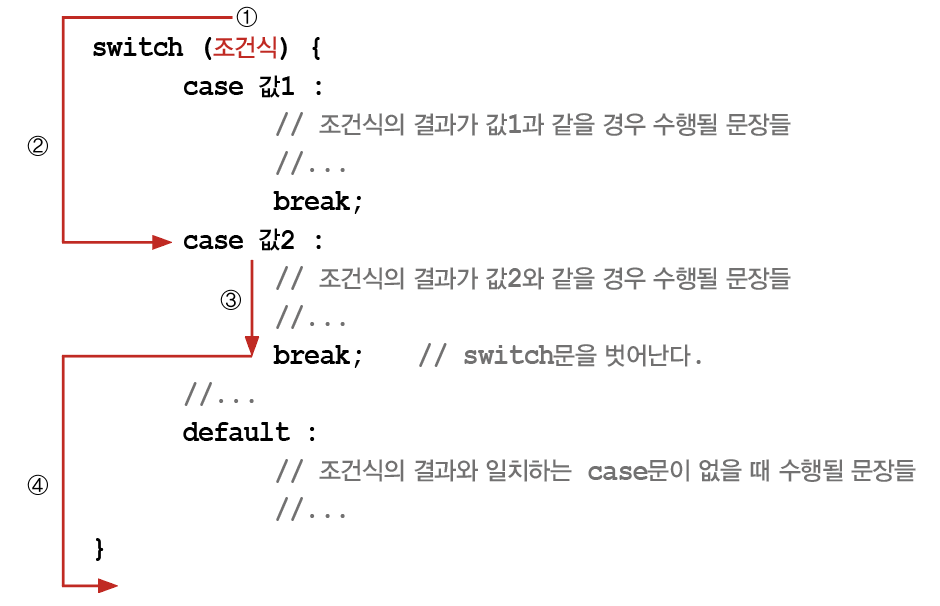 ①
switch (조건식) {
case 값1 :
// 조건식의 결과가 값1과 같을 경우 수행될 문장들
② //...
break;
case 값2 :
// 조건식의 결과가 값2와 같을 경우 수행될 문장들
③ //...
break; // switch문을 벗어난다.
//...
default :
// 조건식의 결과와 일치하는 case문이 없을 때 수행될 문장들
④ //...
}